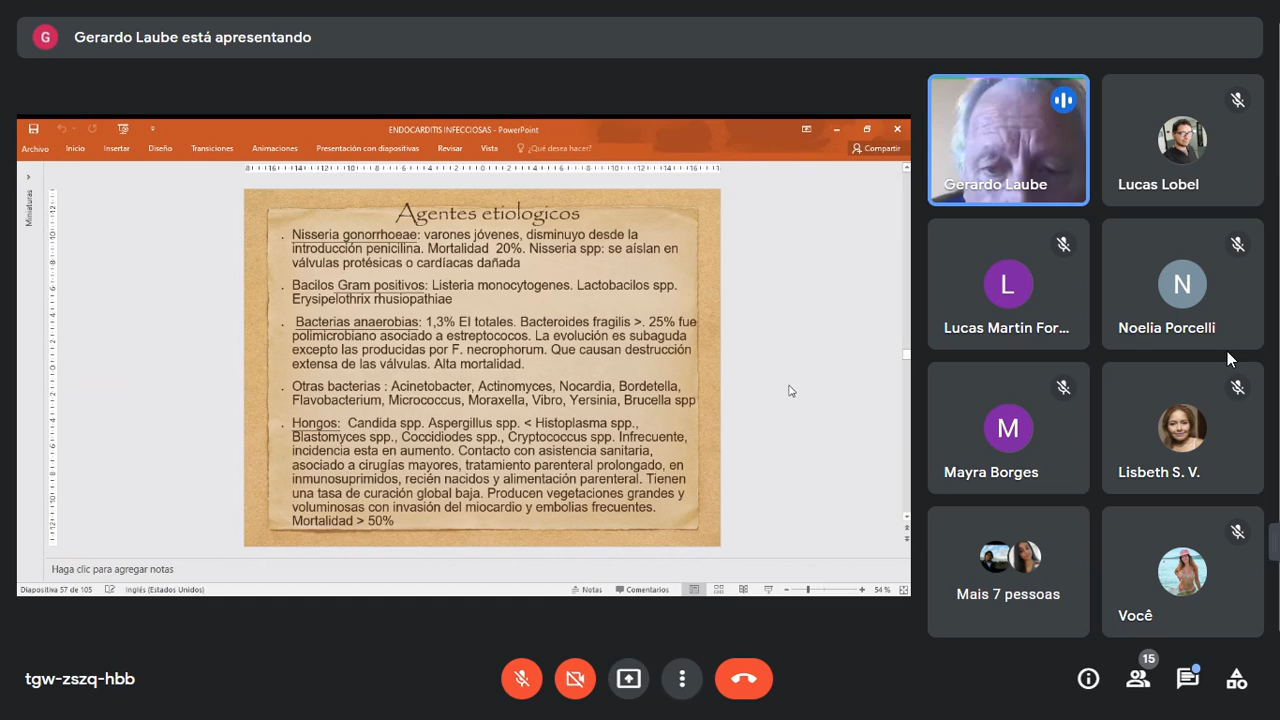 G
Gerardo Laube está apresentando
ENDOCARDITIS INFECCIOSAS - PowerPoint
Archivo Inicio Insertar Diseño Transiciones Animaciones Presentación con diapositivas Revisar Vista ¿Qué desea hacer? Compartir
Miniaturas
Agentes etiologicos
. Nisseria gonorrhoeae: varones jóvenes, disminuyo desde la
introducción penicilina. Mortalidad 20%. Nisseria spp: se aíslan en
válvulas protésicas o cardíacas dañada
. Bacilos Gram positivos: Listeria monocytogenes. Lactobacilos spp.
Erysipelothrix rhusiopathiae
. Bacterias anaerobias: 1,3% EI totales. Bacteroides fragilis >. 25% fue
polimicrobiano asociado a estreptococos. La evolución es subaguda
excepto las producidas por F. necrophorum. Que causan destrucción
extensa de las válvulas. Alta mortalidad.
. Otras bacterias : Acinetobacter, Actinomyces, Nocardia, Bordetella,
Flavobacterium, Micrococcus, Moraxella, Vibro, Yersinia, Brucella spp
. Hongos: Candida spp. Aspergillus spp. < Histoplasma spp.,
Blastomyces spp., Coccidiodes spp., Cryptococcus spp. Infrecuente,
incidencia esta en aumento. Contacto con asistencia sanitaria,
asociado a cirugías mayores, tratamiento parenteral prolongado, en
inmunosuprimidos, recién nacidos y alimentación parenteral. Tienen
una tasa de curación global baja. Producen vegetaciones grandes y
voluminosas con invasión del miocardio y embolias frecuentes.
Mortalidad > 50%
Haga clic para agregar notas
Diapositiva 57 de 105 Inglés (Estados Unidos) Notas Comentarios 54 %
Gerardo Laube
Lucas Lobel
L
Lucas Martin For...
N
Noelia Porcelli
M
Mayra Borges
Lisbeth S. V.
Mais 7 pessoas
Você
tgw-zszq-hbb
15